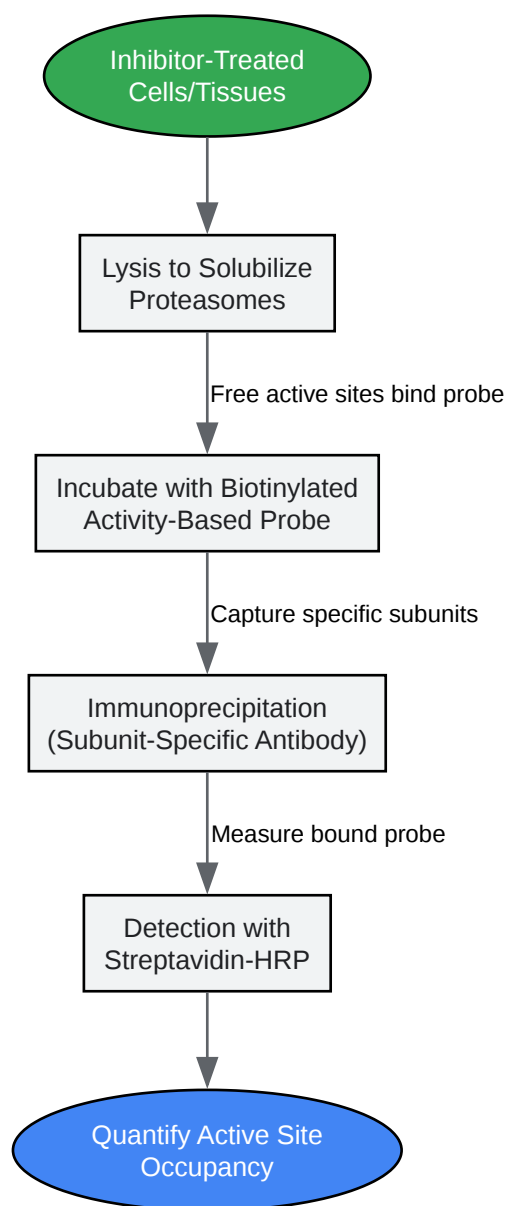 Inhibitor-Treated
Cells/Tissues
Lysis to Solubilize
Proteasomes
Free active sites bind probe
Incubate with Biotinylated
Activity-Based Probe
Capture specific subunits
Immunoprecipitation
(Subunit-Specific Antibody)
Measure bound probe
Detection with
Streptavidin-HRP
Quantify Active Site
Occupancy